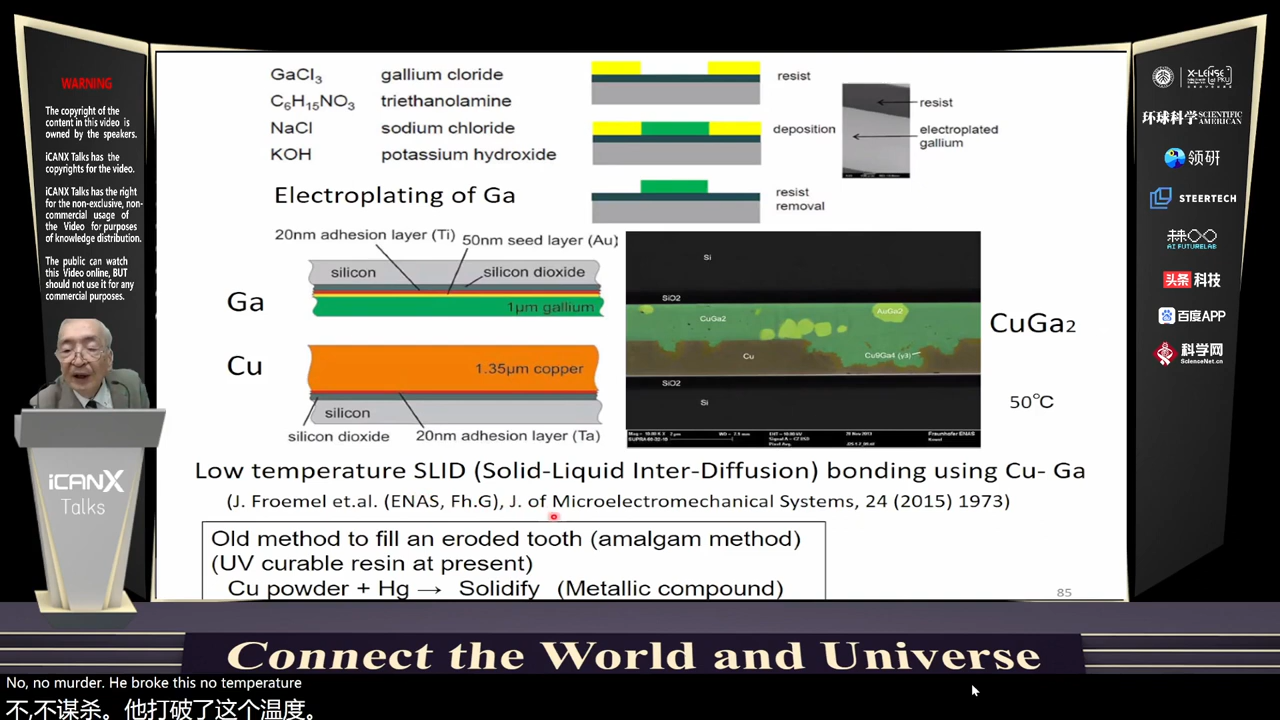 WARNING
The copyright of the
content in this video is
owned by the speakers.
iCANX Talks has the
copyrights for the video.
iCANX Talks has the right
for the non-exclusive, non-
commercial usage of
the Video for purposes
of knowledge distribution.
The public can watch
this Video online, BUT
should not use it for any
commercial purposes.
iCANX
Talks
GaCl3 gallium cloride
C6H15NO3 triethanolamine
NaCl sodium chloride
KOH potassium hydroxide
Electroplating of Ga
resist
deposition
resist
removal
resist
electroplated
gallium
20nm adhesion layer (Ti)
50nm seed layer (Au)
silicon
silicon dioxide
Ga
1µm gallium
Cu
1.35µm copper
silicon
silicon dioxide
20nm adhesion layer (Ta)
Si
SiO2
CuGa2
AuGa2
Cu
Cu9Ga4 (γ3)
SiO2
Si
Fraunhofer ENAS
CuGa2
50℃
Low temperature SLID (Solid-Liquid Inter-Diffusion) bonding using Cu- Ga
(J. Froemel et.al. (ENAS, Fh.G), J. of Microelectromechanical Systems, 24 (2015) 1973)
Old method to fill an eroded tooth (amalgam method)
(UV curable resin at present)
Cu powder + Hg → Solidify (Metallic compound)
85
X-LENSE
环球科学 SCIENTIFIC AMERICAN
领研
STEERTECH
AI FUTURELAB
头条 科技
百度APP
科学网
ScienceNet.cn
Connect the World and Universe
No, no murder. He broke this no temperature
不,不谋杀。他打破了这个温度。